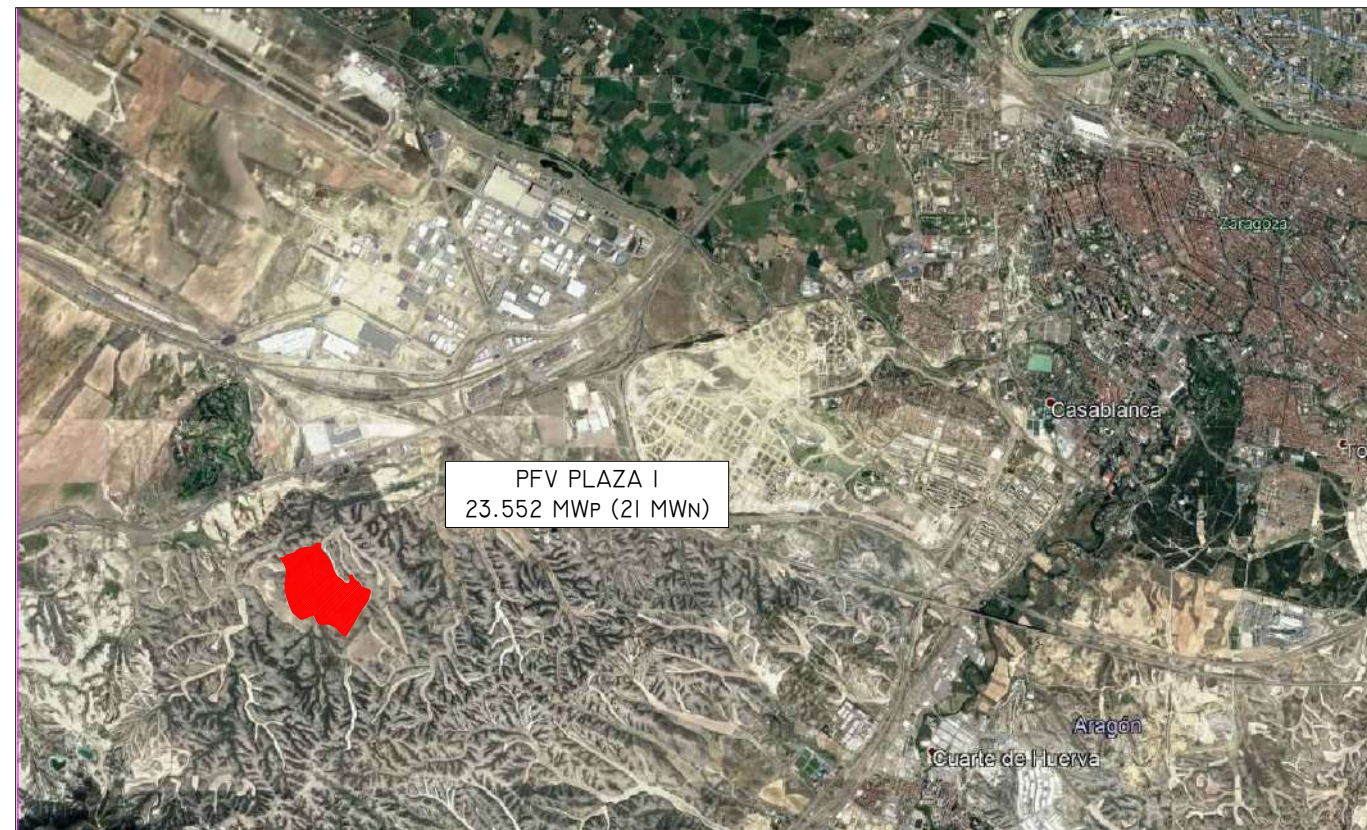 Zaragoza
Casablanca
PFV PLAZA I
23.552 MWP (21 MWN)
Aragón
Cuarte de Huerva